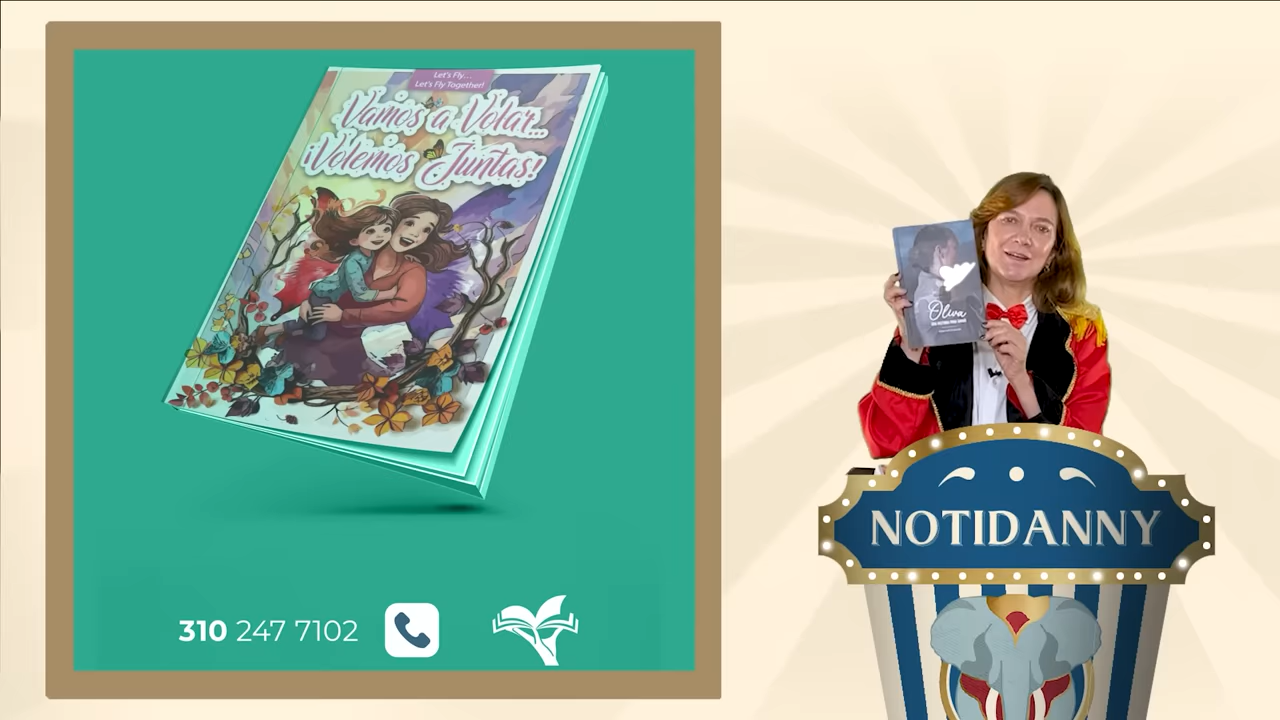 Let's Fly...
Let's Fly Together!
Vamos a Volar...
¡Volemos Juntas!
310 247 7102
Oliva
NOTIDANNY